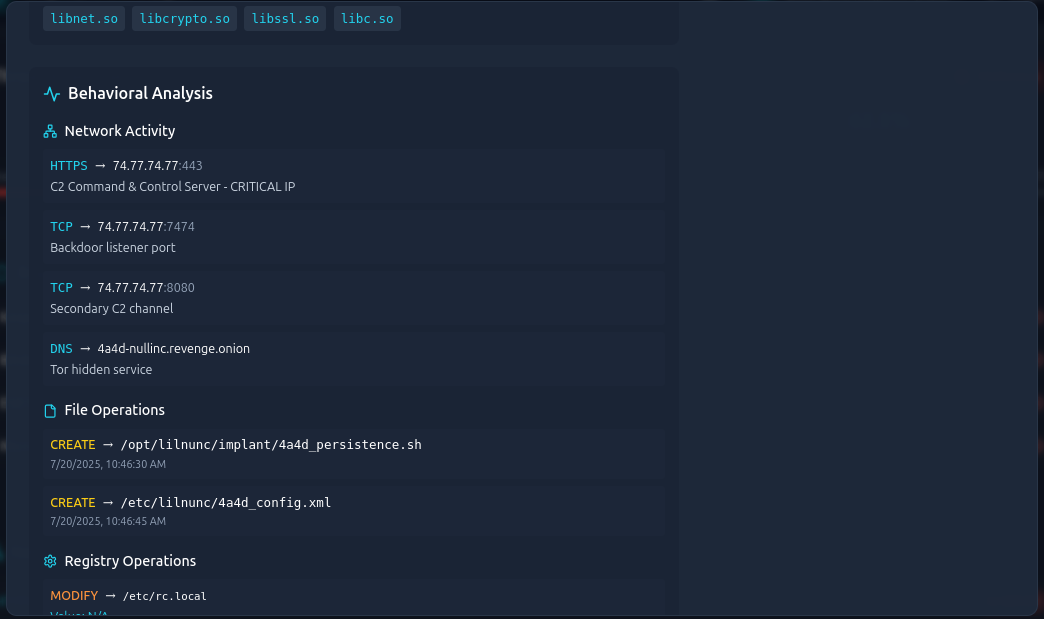 libnet.so libcrypto.so libssl.so libc.so
Behavioral Analysis
Network Activity
HTTPS → 74.77.74.77:443
C2 Command & Control Server - CRITICAL IP
TCP → 74.77.74.77:7474
Backdoor listener port
TCP → 74.77.74.77:8080
Secondary C2 channel
DNS → 4a4d-nullinc.revenge.onion
Tor hidden service
File Operations
CREATE → /opt/lilnunc/implant/4a4d_persistence.sh
7/20/2025, 10:46:30 AM
CREATE → /etc/lilnunc/4a4d_config.xml
7/20/2025, 10:46:45 AM
Registry Operations
MODIFY → /etc/rc.local
Value: N/A